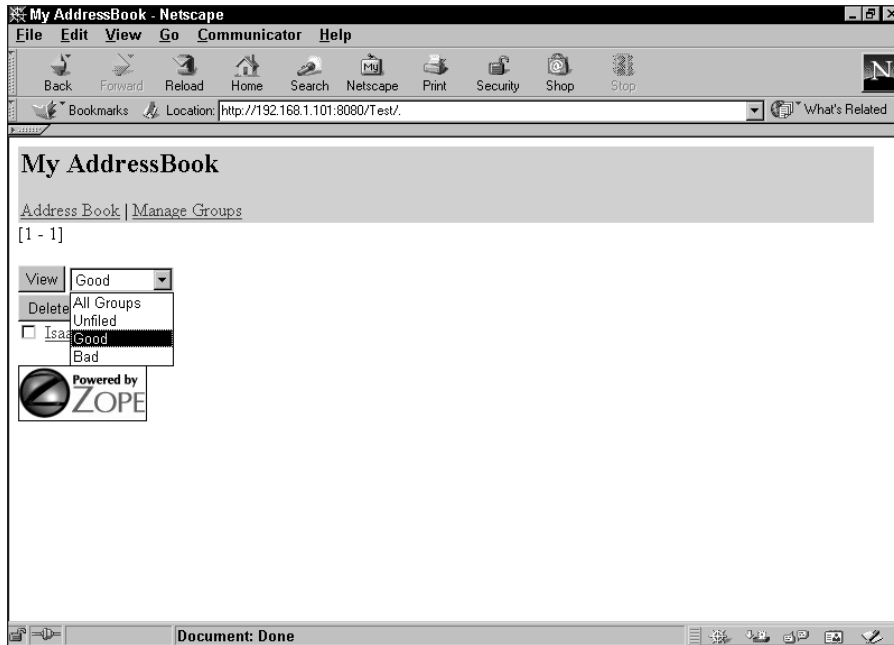 My AddressBook - Netscape
File Edit View Go Communicator Help
My
Back Forward Reload Home Search Netscape Print Security Shop Stop
N
Bookmarks Location: http://192.168.1.101:8080/Test/. What's Related
My AddressBook
Address Book | Manage Groups
[1 - 1]
View Good
Delete All Groups
Unfiled
Good
Bad
Powered by
ZOPE
Document: Done